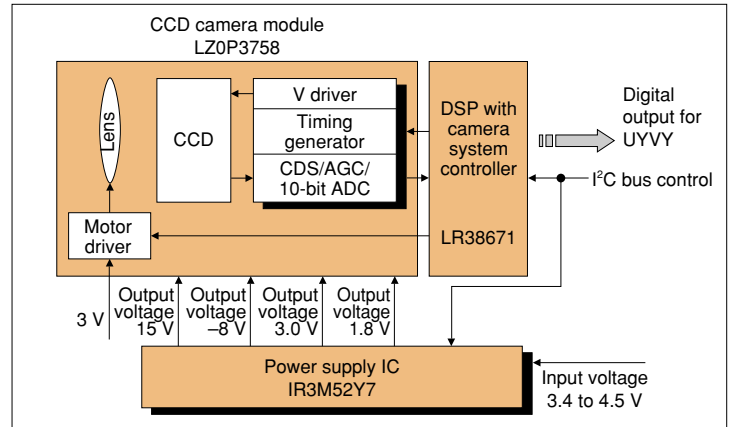 CCD camera module
LZ0P3758
Lens
CCD
V driver
Timing
generator
CDS/AGC/
10-bit ADC
Motor
driver
DSP with
camera
system
controller
LR38671
Digital
output for
UYVY
I²C bus control
3 V
Output
voltage
15 V
Output
voltage
–8 V
Output
voltage
3.0 V
Output
voltage
1.8 V
Power supply IC
IR3M52Y7
Input voltage
3.4 to 4.5 V